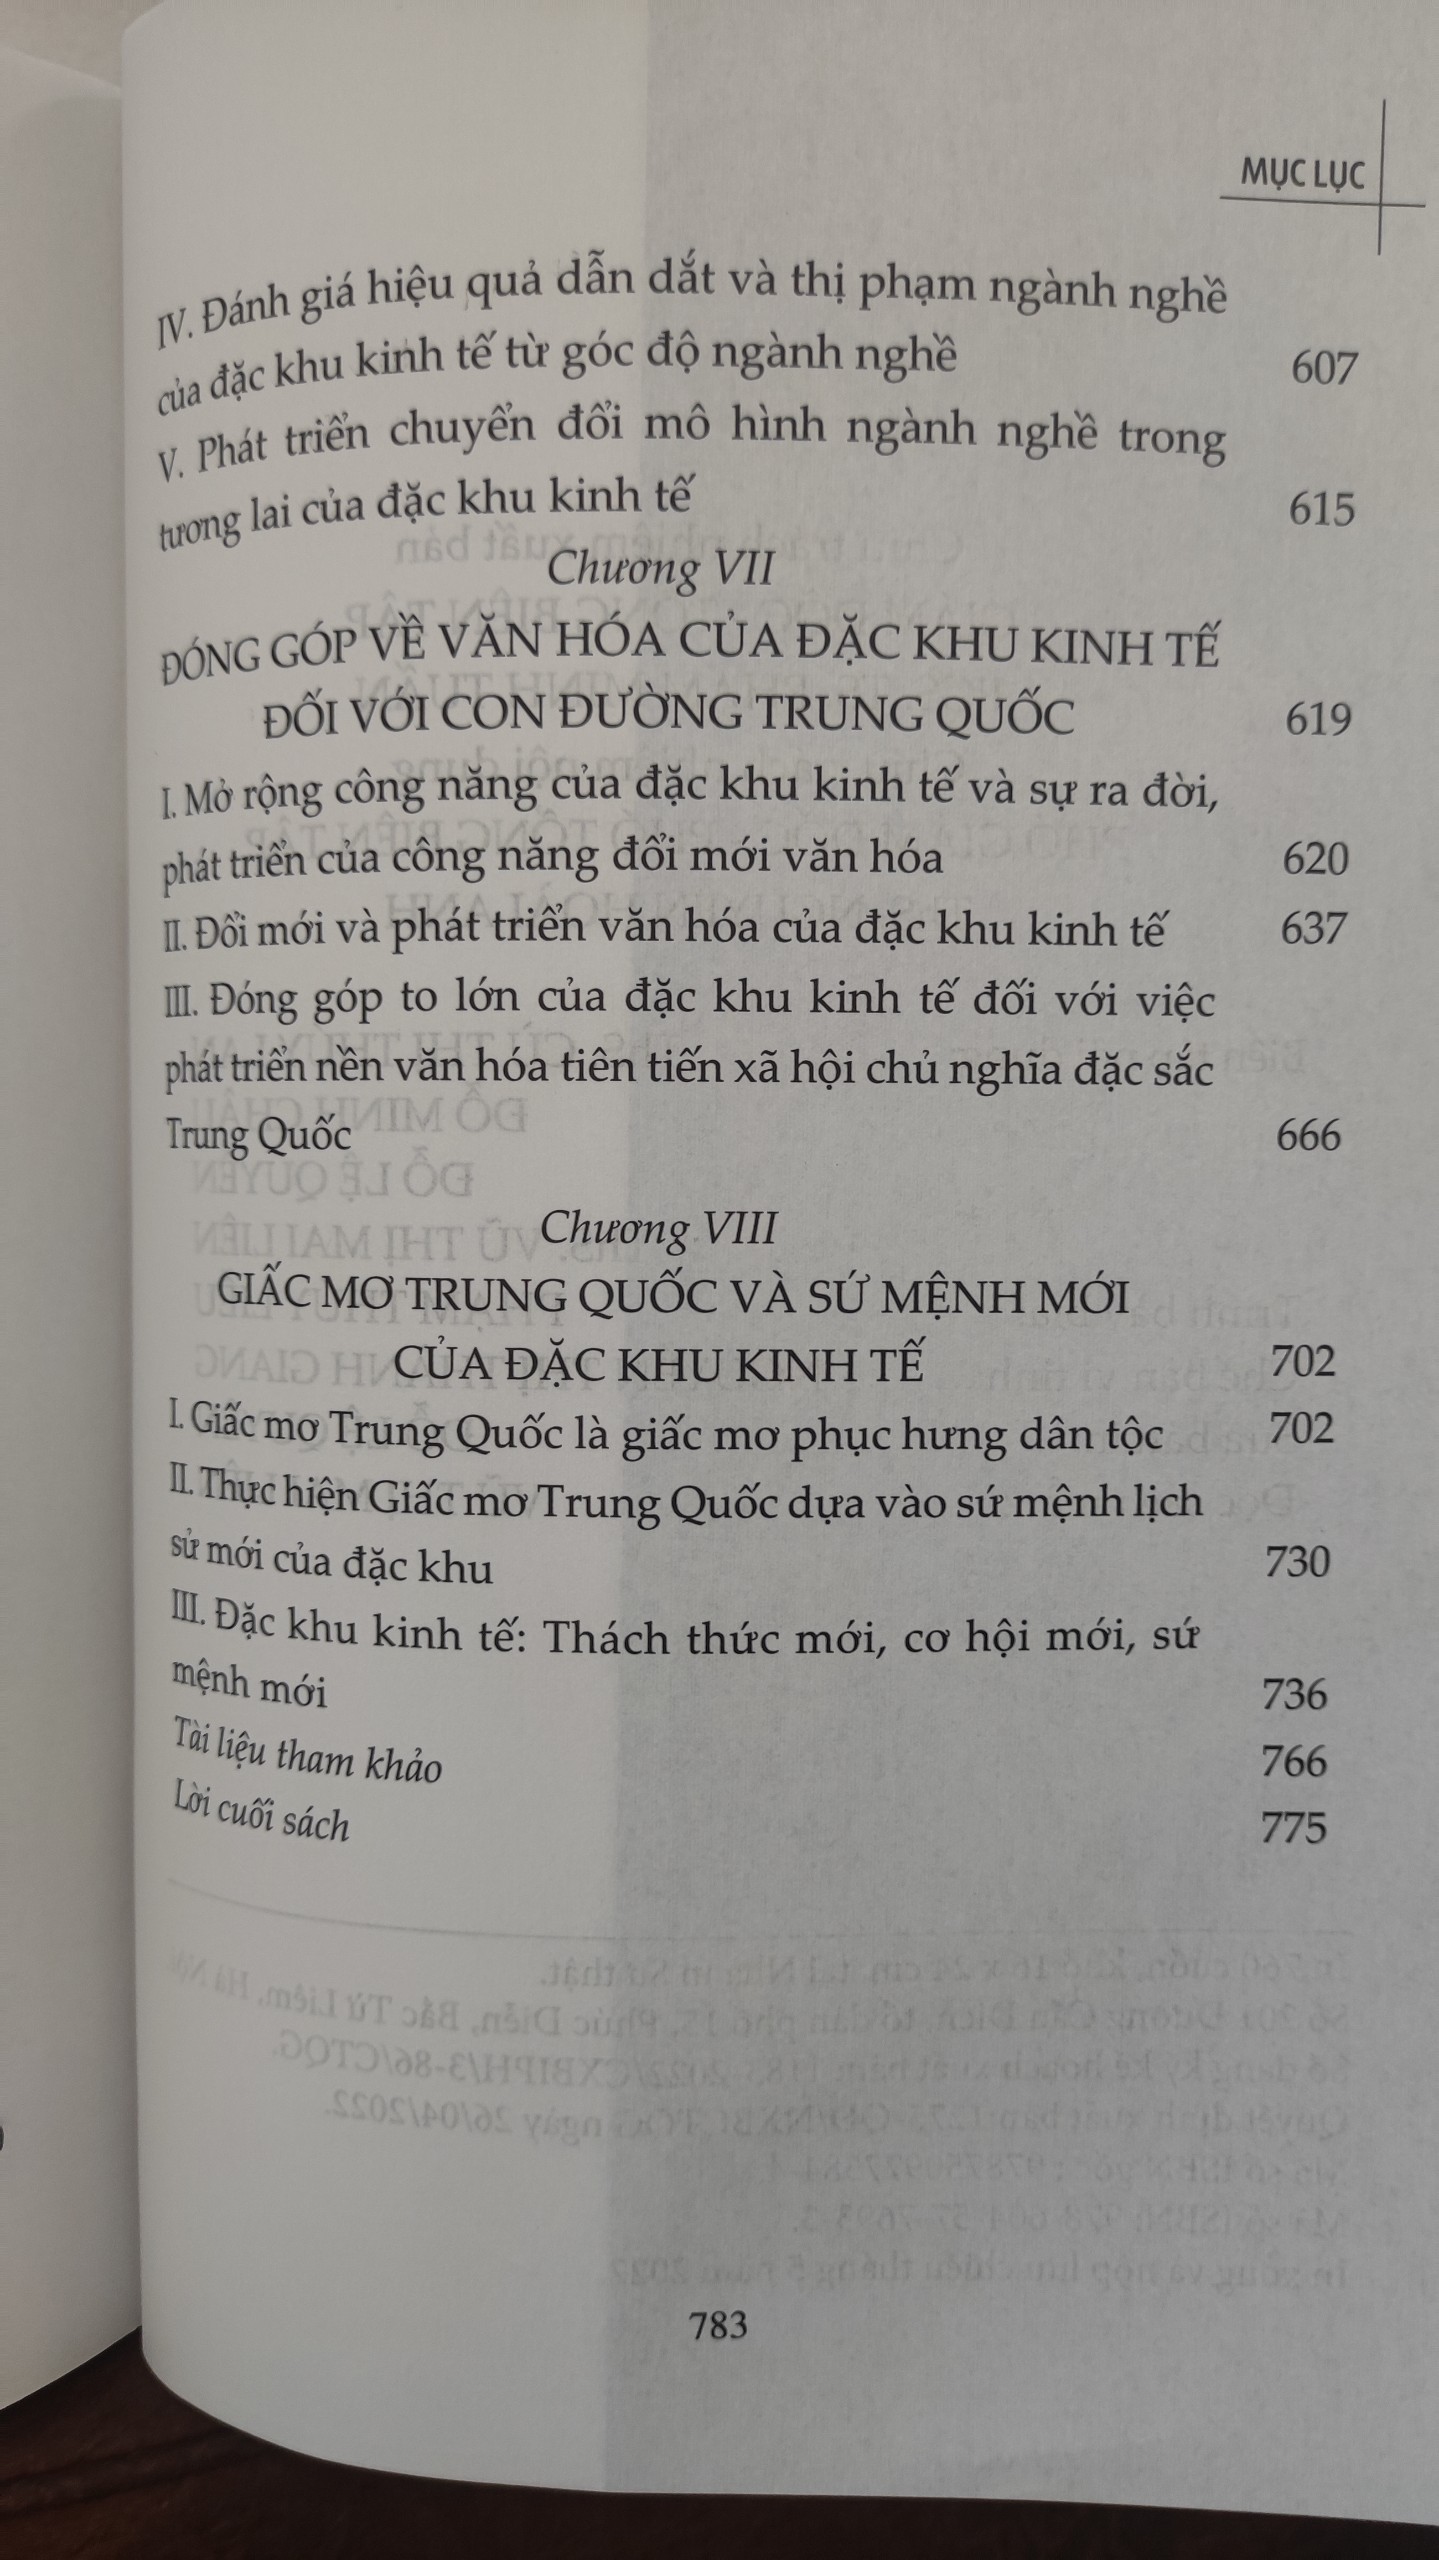 MỤC LỤC
IV. Đánh giá hiệu quả dẫn dắt và thị phạm ngành nghề
của đặc khu kinh tế từ góc độ ngành nghề 607
V. Phát triển chuyển đổi mô hình ngành nghề trong
tương lai của đặc khu kinh tế 615
Chương VII
ĐÓNG GÓP VỀ VĂN HÓA CỦA ĐẶC KHU KINH TẾ
ĐỐI VỚI CON ĐƯỜNG TRUNG QUỐC 619
I. Mở rộng công năng của đặc khu kinh tế và sự ra đời,
phát triển của công năng đổi mới văn hóa 620
II. Đổi mới và phát triển văn hóa của đặc khu kinh tế 637
III. Đóng góp to lớn của đặc khu kinh tế đối với việc
phát triển nền văn hóa tiên tiến xã hội chủ nghĩa đặc sắc
Trung Quốc 666
Chương VIII
GIẤC MƠ TRUNG QUỐC VÀ SỨ MỆNH MỚI
CỦA ĐẶC KHU KINH TẾ 702
I. Giấc mơ Trung Quốc là giấc mơ phục hưng dân tộc 702
II. Thực hiện Giấc mơ Trung Quốc dựa vào sứ mệnh lịch
sử mới của đặc khu 730
III. Đặc khu kinh tế: Thách thức mới, cơ hội mới, sứ
mệnh mới 736
Tài liệu tham khảo 766
Lời cuối sách 775
783